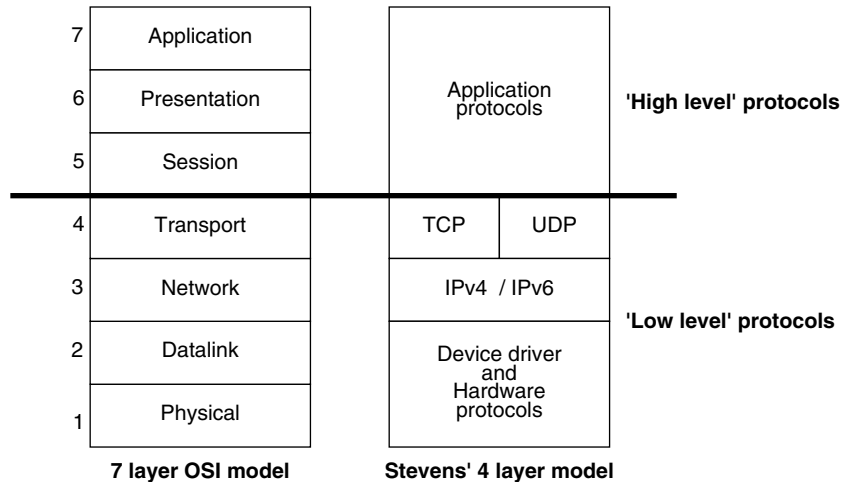 7 Application
6 Presentation
5 Session
4 Transport
3 Network
2 Datalink
1 Physical
7 layer OSI model
Application
protocols
TCP UDP
IPv4 / IPv6
Device driver
and
Hardware
protocols
Stevens' 4 layer model
'High level' protocols
'Low level' protocols